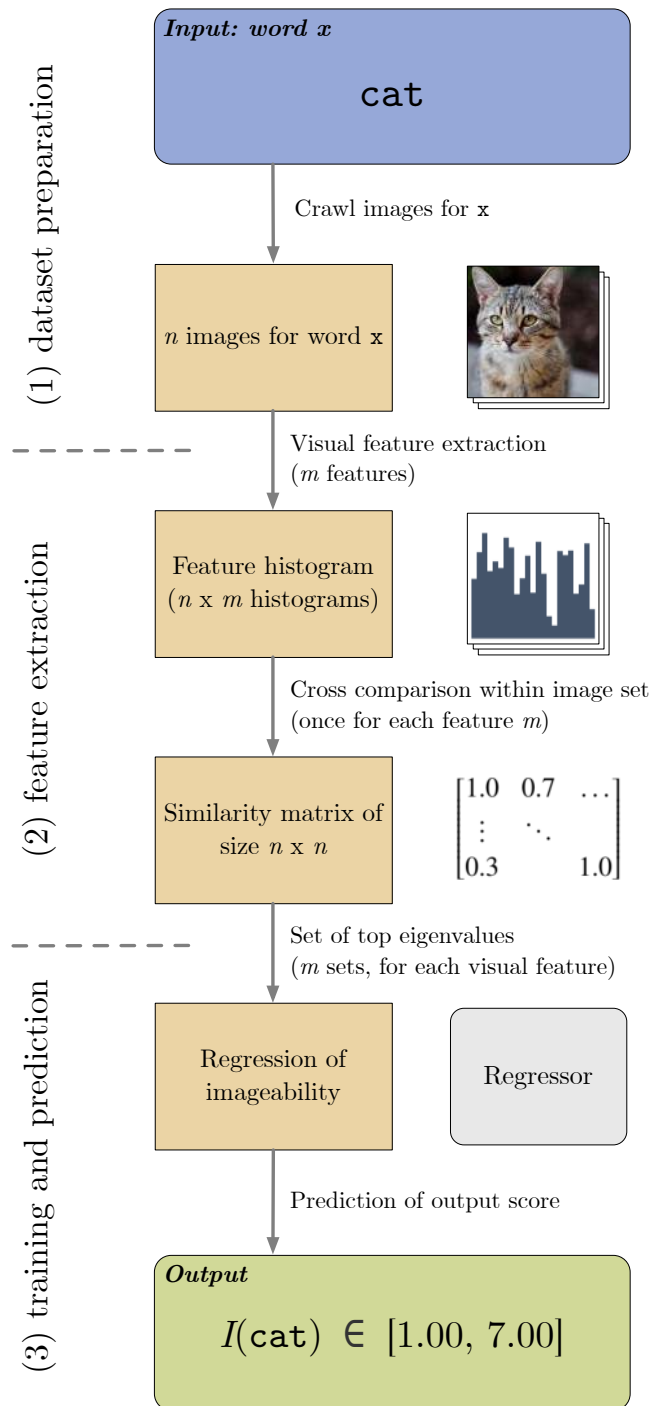 Input: word x
cat
(1) dataset preparation
Crawl images for x
n images for word x
Visual feature extraction
(m features)
(2) feature extraction
Feature histogram
(n x m histograms)
Cross comparison within image set
(once for each feature m)
Similarity matrix of
size n x n
1.0 0.7 …
⋮ ⋱
0.3 1.0
Set of top eigenvalues
(m sets, for each visual feature)
(3) training and prediction
Regression of
imageability
Regressor
Prediction of output score
Output
I(cat) ∈ [1.00, 7.00]